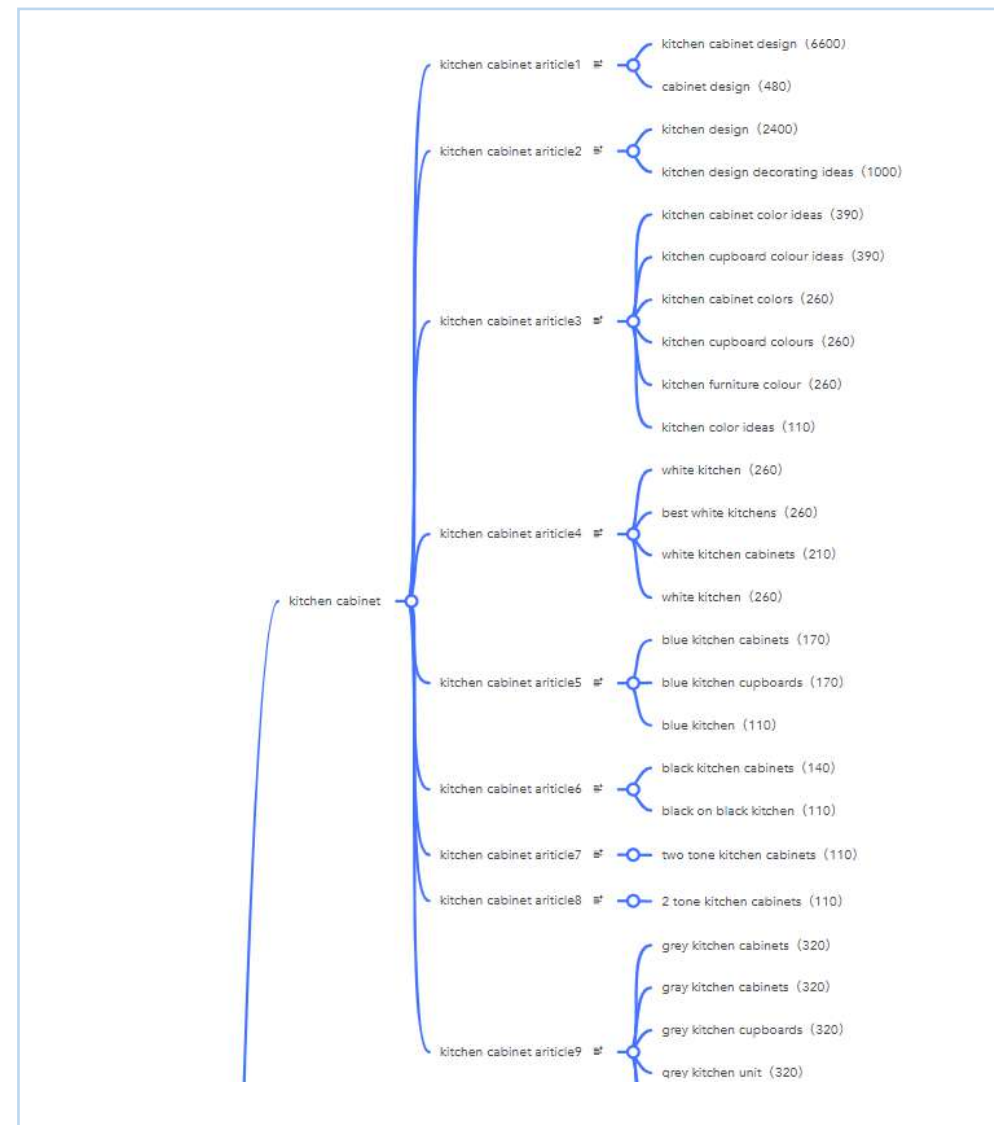 kitchen cabinet design（6600）
kitchen cabinet ariticle1
cabinet design（480）
kitchen design（2400）
kitchen cabinet ariticle2
kitchen design decorating ideas（1000）
kitchen cabinet color ideas（390）
kitchen cupboard colour ideas（390）
kitchen cabinet colors（260）
kitchen cabinet ariticle3
kitchen cupboard colours（260）
kitchen furniture colour（260）
kitchen color ideas（110）
white kitchen（260）
best white kitchens（260）
kitchen cabinet ariticle4
white kitchen cabinets（210）
white kitchen（260）
kitchen cabinet
blue kitchen cabinets（170）
kitchen cabinet ariticle5
blue kitchen cupboards（170）
blue kitchen（110）
black kitchen cabinets（140）
kitchen cabinet ariticle6
black on black kitchen（110）
kitchen cabinet ariticle7
two tone kitchen cabinets（110）
kitchen cabinet ariticle8
2 tone kitchen cabinets（110）
grey kitchen cabinets（320）
gray kitchen cabinets（320）
grey kitchen cupboards（320）
kitchen cabinet ariticle9
grey kitchen unit（320）